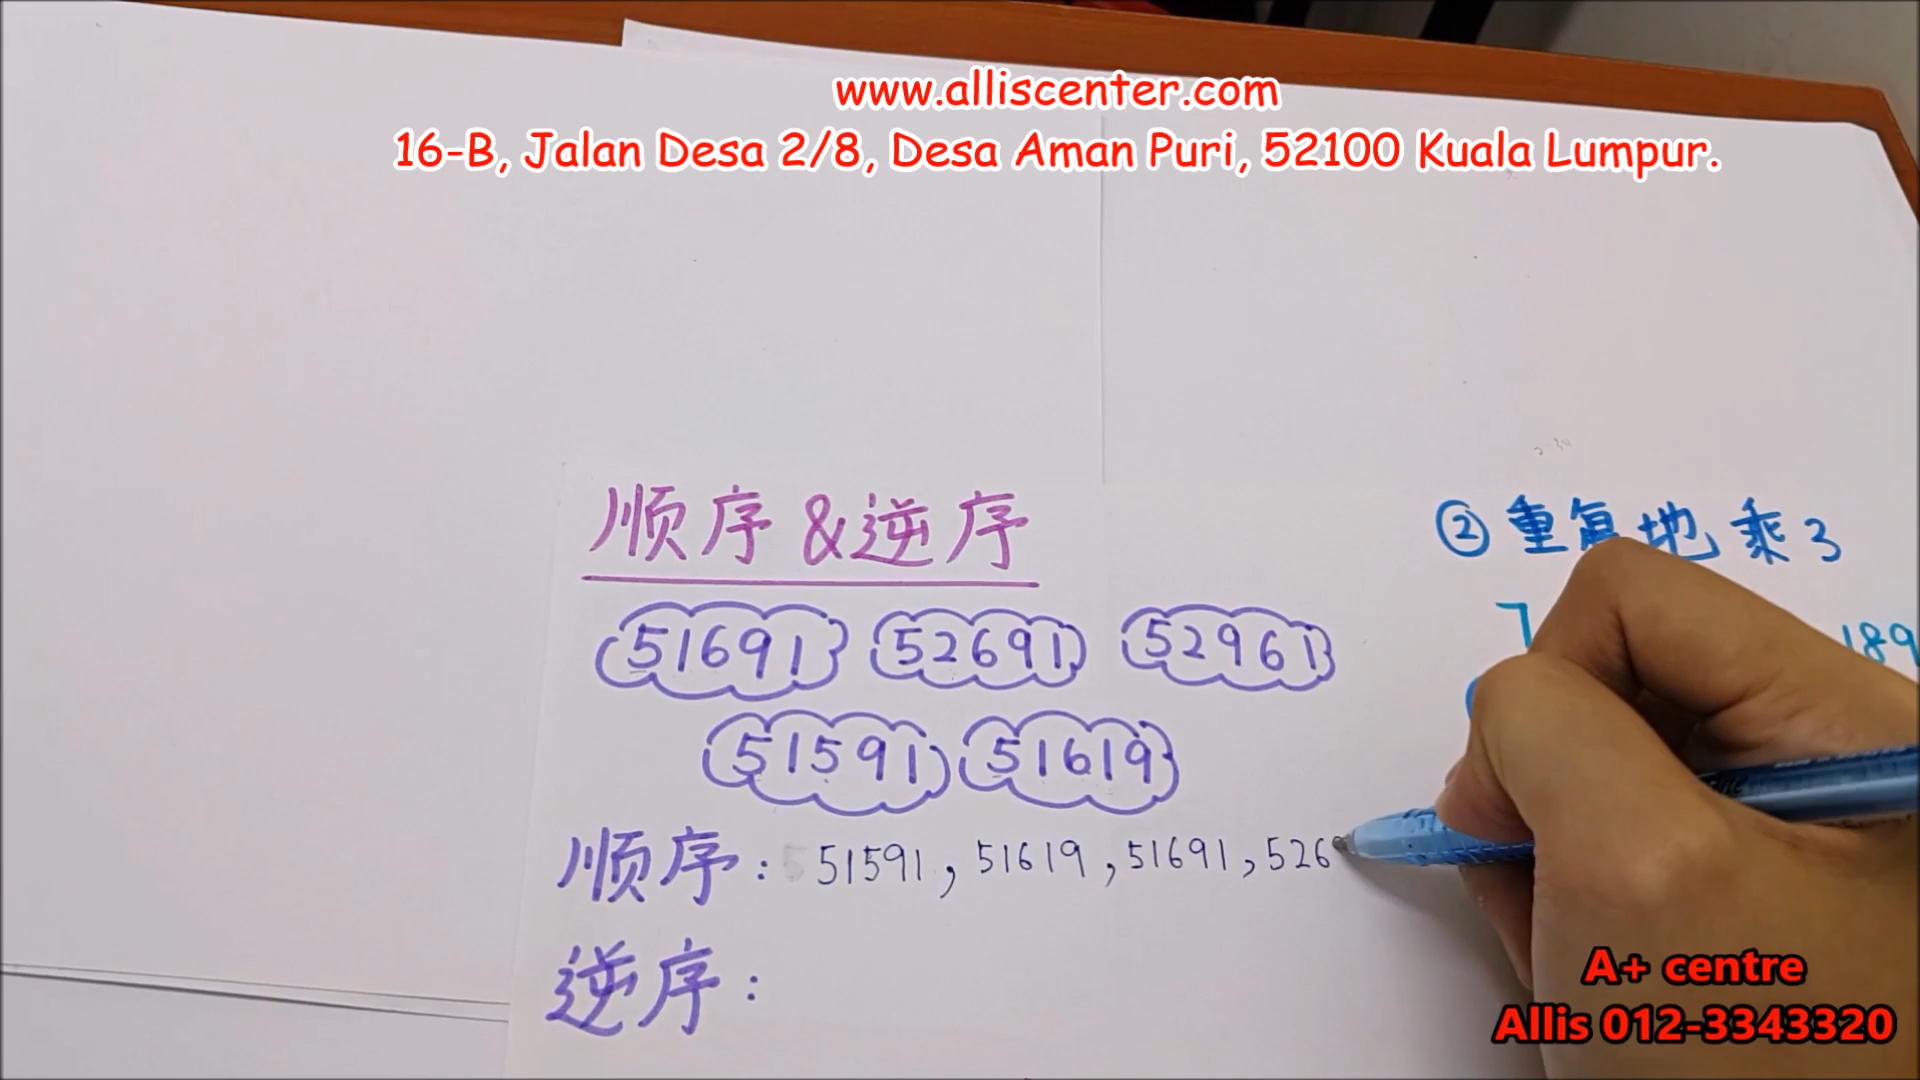 www.alliscenter.com
16-B, Jalan Desa 2/8, Desa Aman Puri, 52100 Kuala Lumpur.
顺序&逆序
51691 52691 52961
51591 51619
顺序: 51591, 51619, 51691, 526
逆序:
② 重复地乘3
7 189
A+ centre
Allis 012-3343320